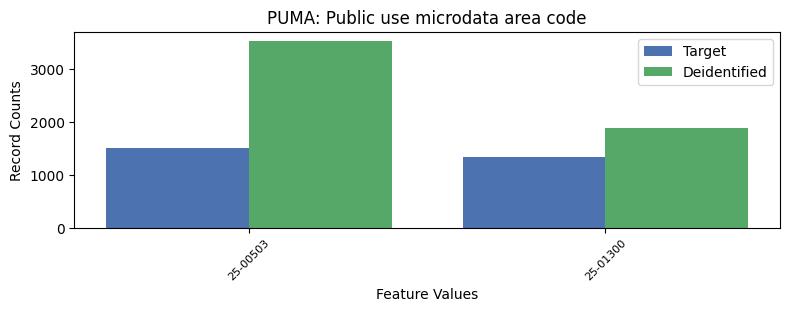 PUMA: Public use microdata area code
Record Counts
3000
2000
1000
0
Target
Deidentified
25-00503
25-01300
Feature Values